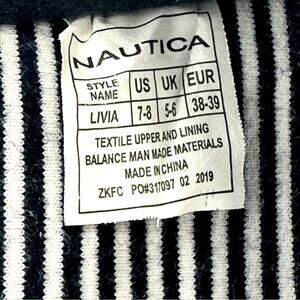 NAUTICA
STYLE NAME US UK EUR
LIVIA 7-8 5-6 38-39
TEXTILE UPPER AND LINING
BALANCE MAN MADE MATERIALS
MADE IN CHINA
ZKFC PO#317097 02 2019